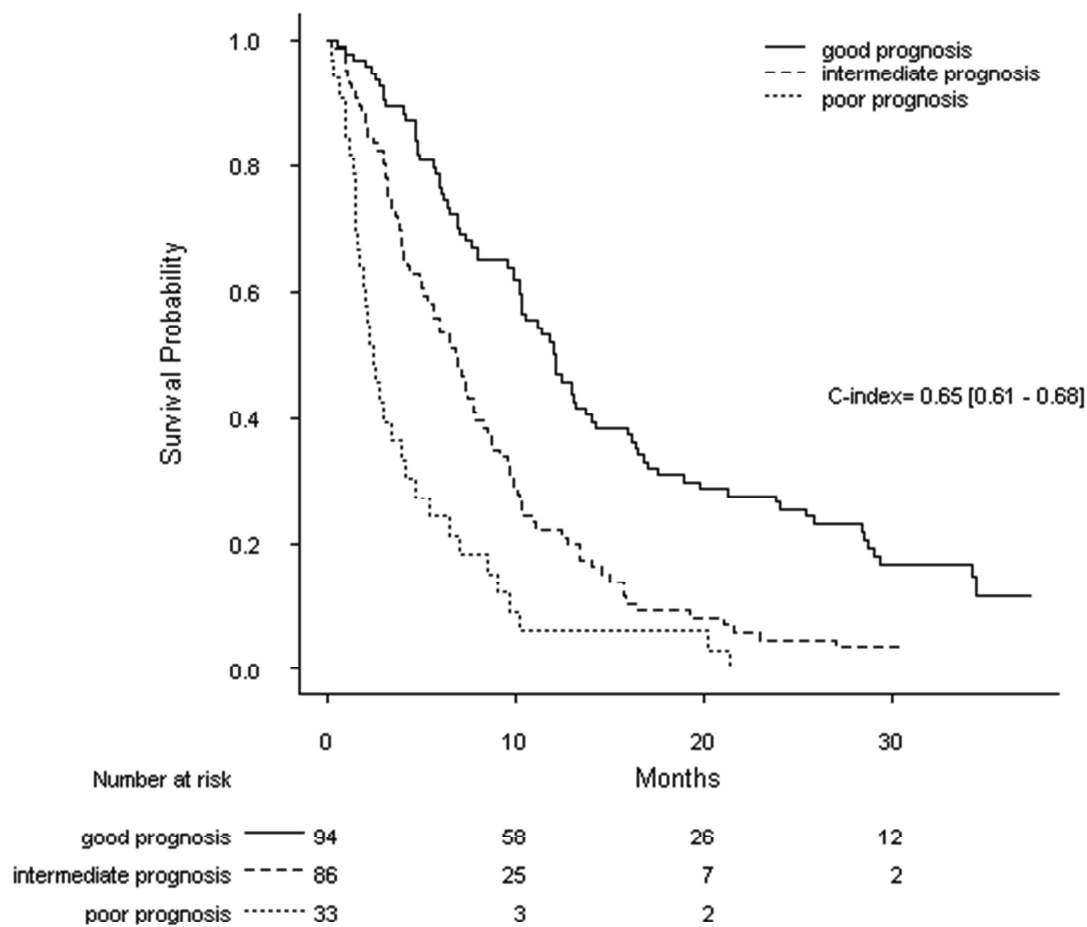 1.0
0.8
0.6
0.4
0.2
0.0
Survival Probability
good prognosis
intermediate prognosis
poor prognosis
C-index= 0.65 [0.61 - 0.68]
0 10 20 30
Months
Number at risk
good prognosis 94 58 26 12
intermediate prognosis 86 25 7 2
poor prognosis 33 3 2